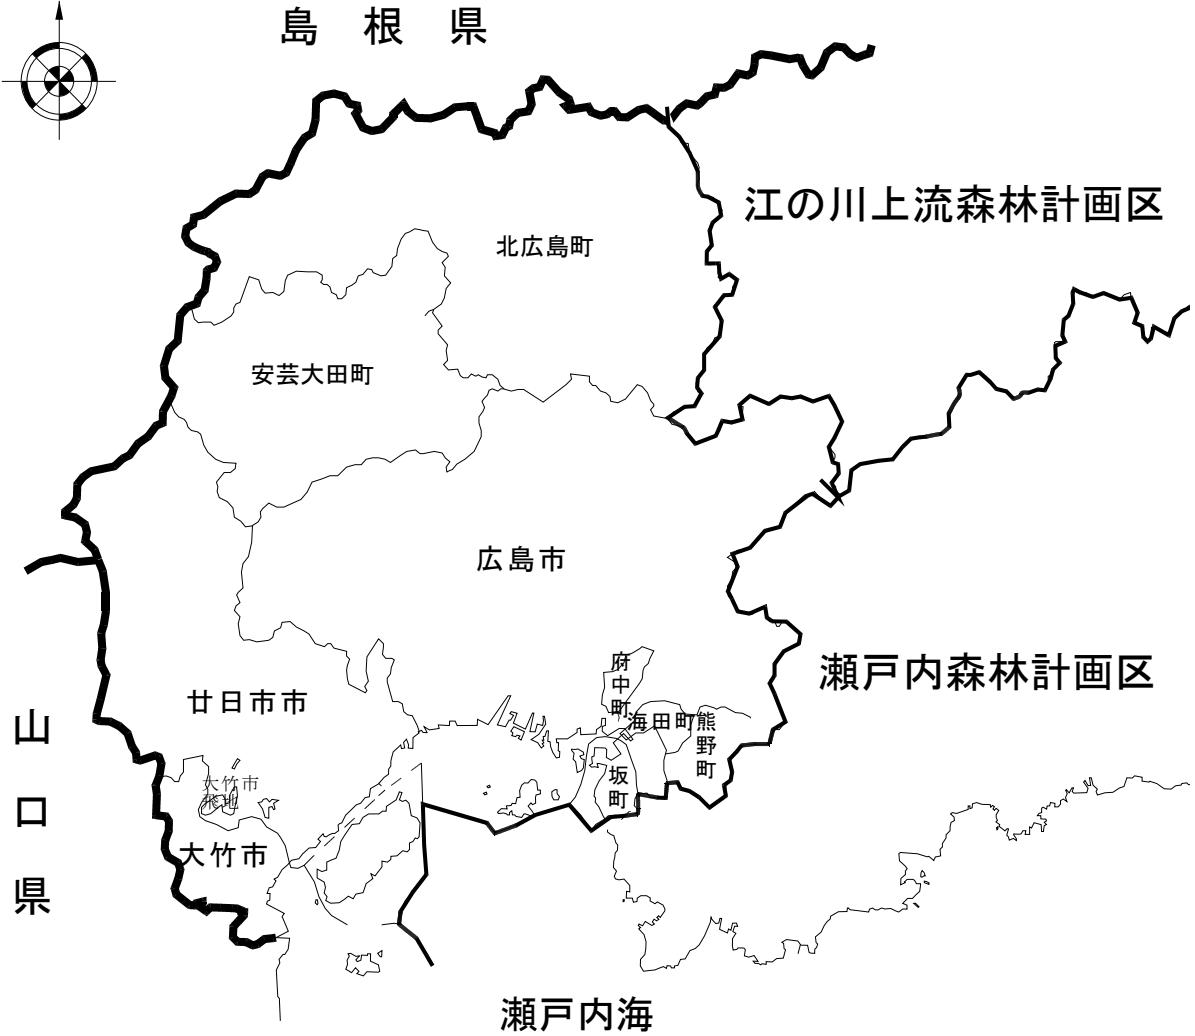 島根県
江の川上流森林計画区
北広島町
安芸大田町
広島市
府中町
瀬戸内森林計画区
廿日市市
海田町
熊野町
山口県
坂町
大竹市
飛地
大竹市
瀬戸内海